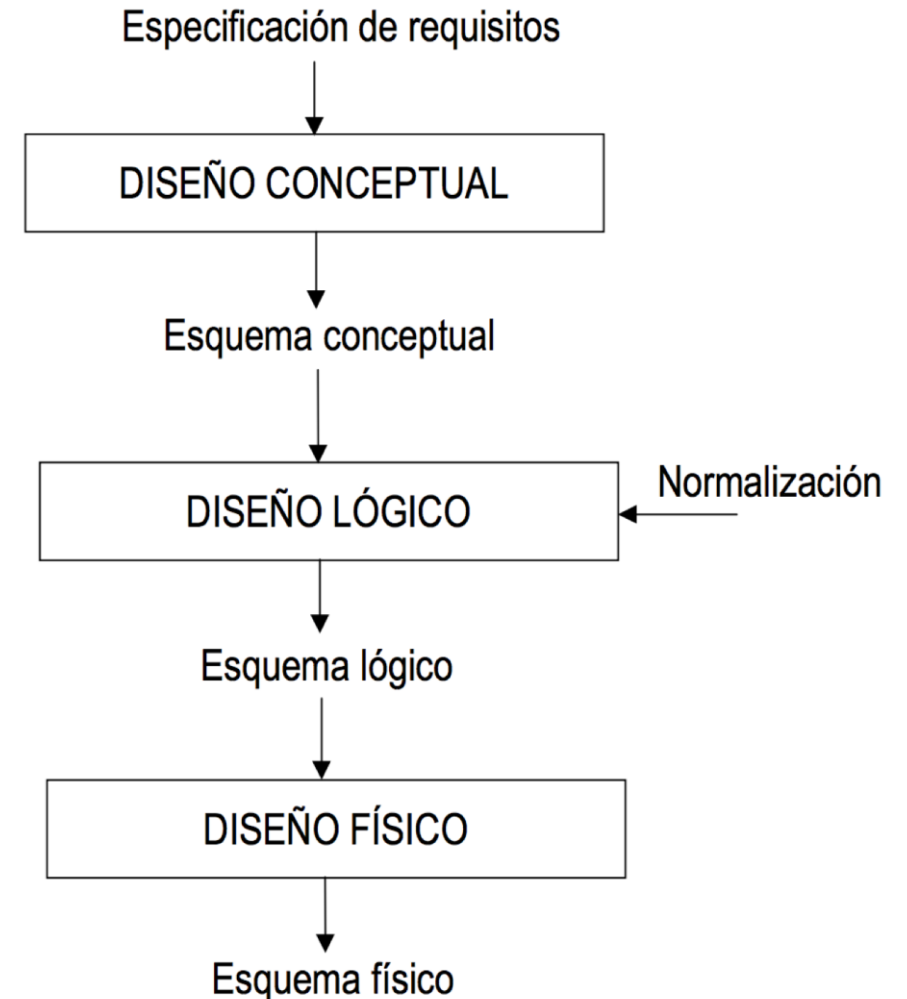 Especificación de requisitos
DISEÑO CONCEPTUAL
Esquema conceptual
Normalización
DISEÑO LÓGICO
Esquema lógico
DISEÑO FÍSICO
Esquema físico